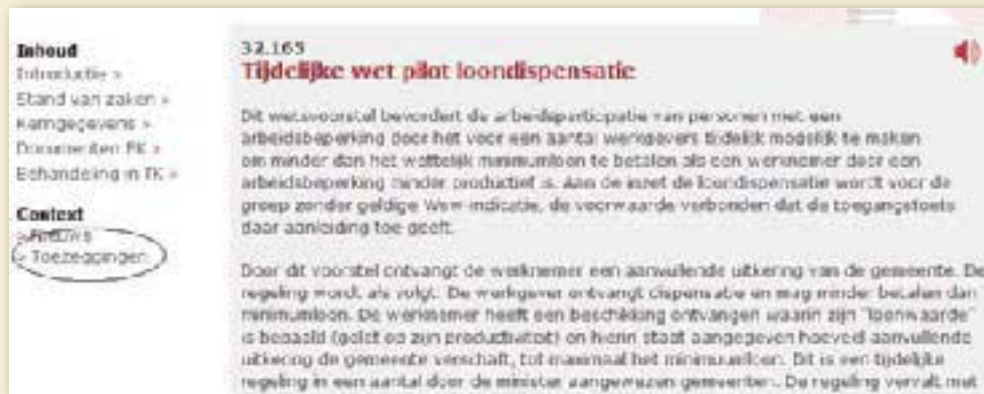 Inhoud
Introductie »
Stand van zaken »
Kerngegevens »
Documenten EK »
Behandeling in TK »
Context
» Nieuws
» Toezeggingen
32.165
Tijdelijke wet pilot loondispensatie
Dit wetsvoorstel bevordert de arbeidsparticipatie van personen met een
arbeidsbeperking door het voor een aantal werkgevers tijdelijk mogelijk te maken
om minder dan het wettelijk minimumloon te betalen als een werknemer door een
arbeidsbeperking minder productief is. Aan de inzet de loondispensatie wordt voor de
groep zonder geldige Wsw-indicatie, de voorwaarde verbonden dat de toegangstoets
daar aanleiding toe geeft.
Door dit voorstel ontvangt de werknemer een aanvullende uitkering van de gemeente. De
regeling wordt als volgt. De werkgever ontvangt dispensatie en mag minder betalen dan
minimumloon. De werknemer heeft een beschikking ontvangen waarin zijn "loonwaarde"
is bepaald (gelet op zijn productiviteit) en hierin staat aangegeven hoeveel aanvullende
uitkering de gemeente verschaft, tot maximaal het minimumloon. Dit is een tijdelijke
regeling in een aantal door de minister aangewezen gemeenten. De regeling vervalt met